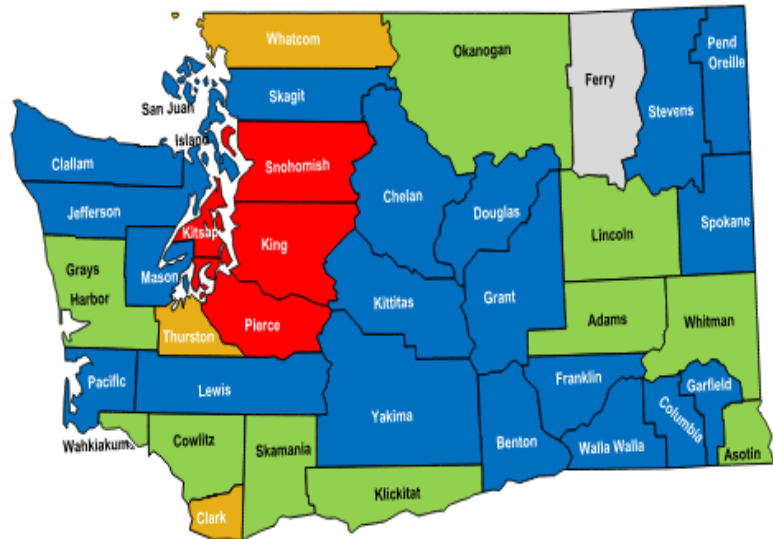 Whatcom
Okanogan
Pend
Oreille
Ferry
San Juan
Skagit
Stevens
Island
Clallam
Snohomish
Chelan
Jefferson
Douglas
Spokane
Kitsap
King
Lincoln
Grays
Harbor
Mason
Kittitas
Grant
Adams
Whitman
Thurston
Pierce
Pacific
Lewis
Franklin
Garfield
Yakima
Columbia
Wahkiakum
Cowlitz
Skamania
Benton
Walla Walla
Asotin
Klickitat
Clark